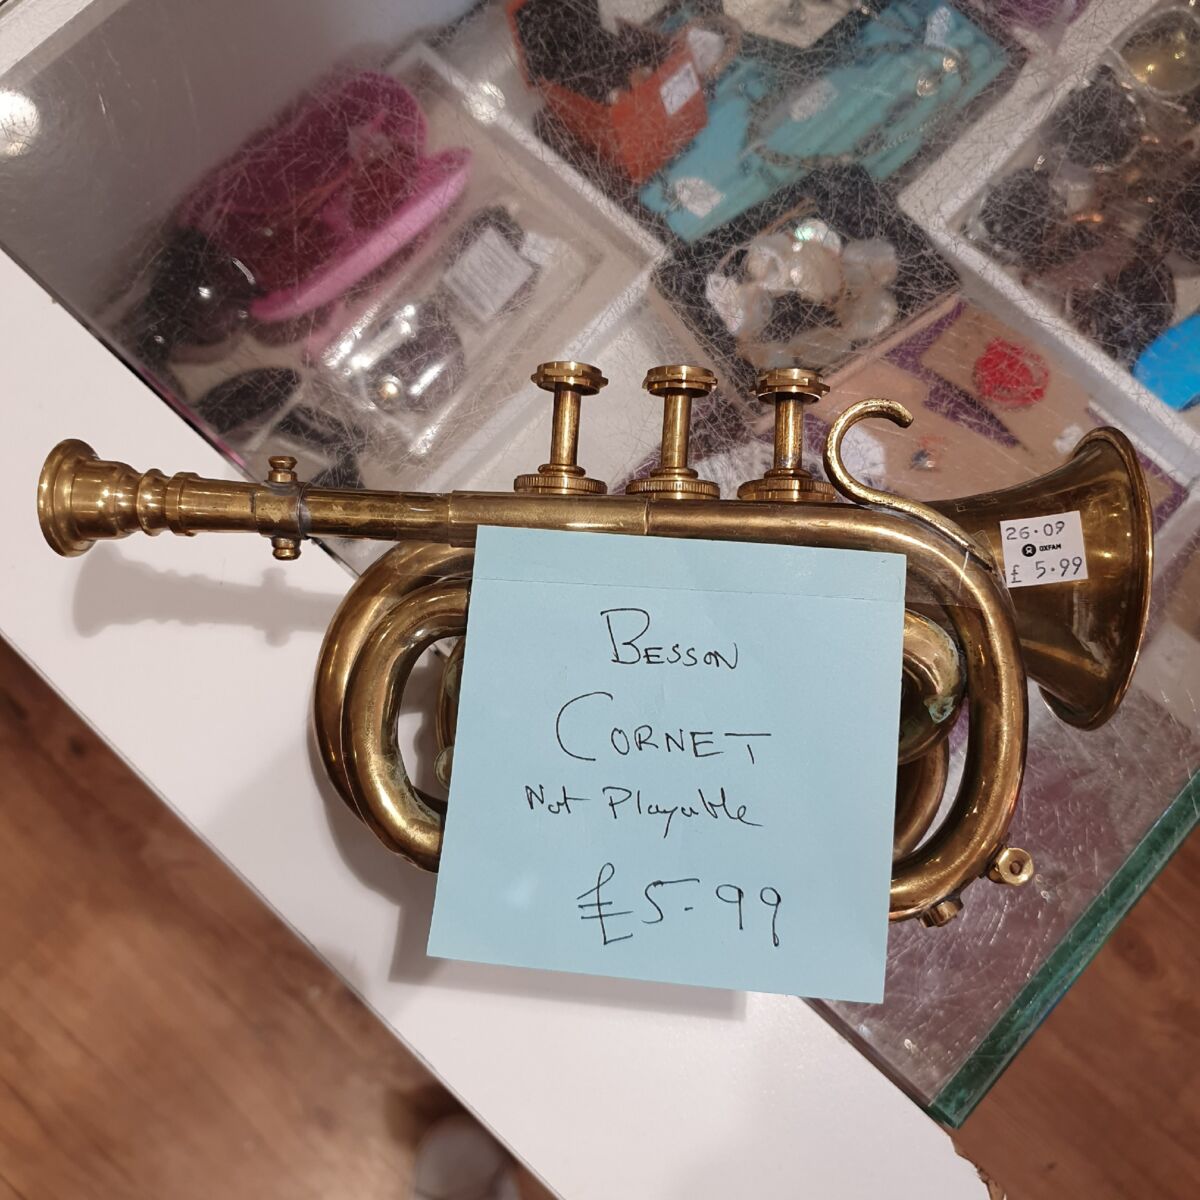 26.09
OXFAM
£ 5.99
BESSON
CORNET
Not Playable
£5.99